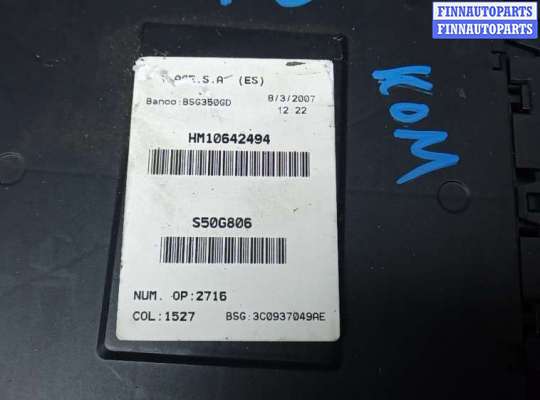 FINNAUTOPARTS
FINNAUTOPARTS
FINNAUTOPARTS
S.A (ES)
Banco:BSG350GD 8/3/2007
12 22
HM10642494
S50G806
NUM. OP:2716
COL:1527 BSG:3C0937049AE
КОМ